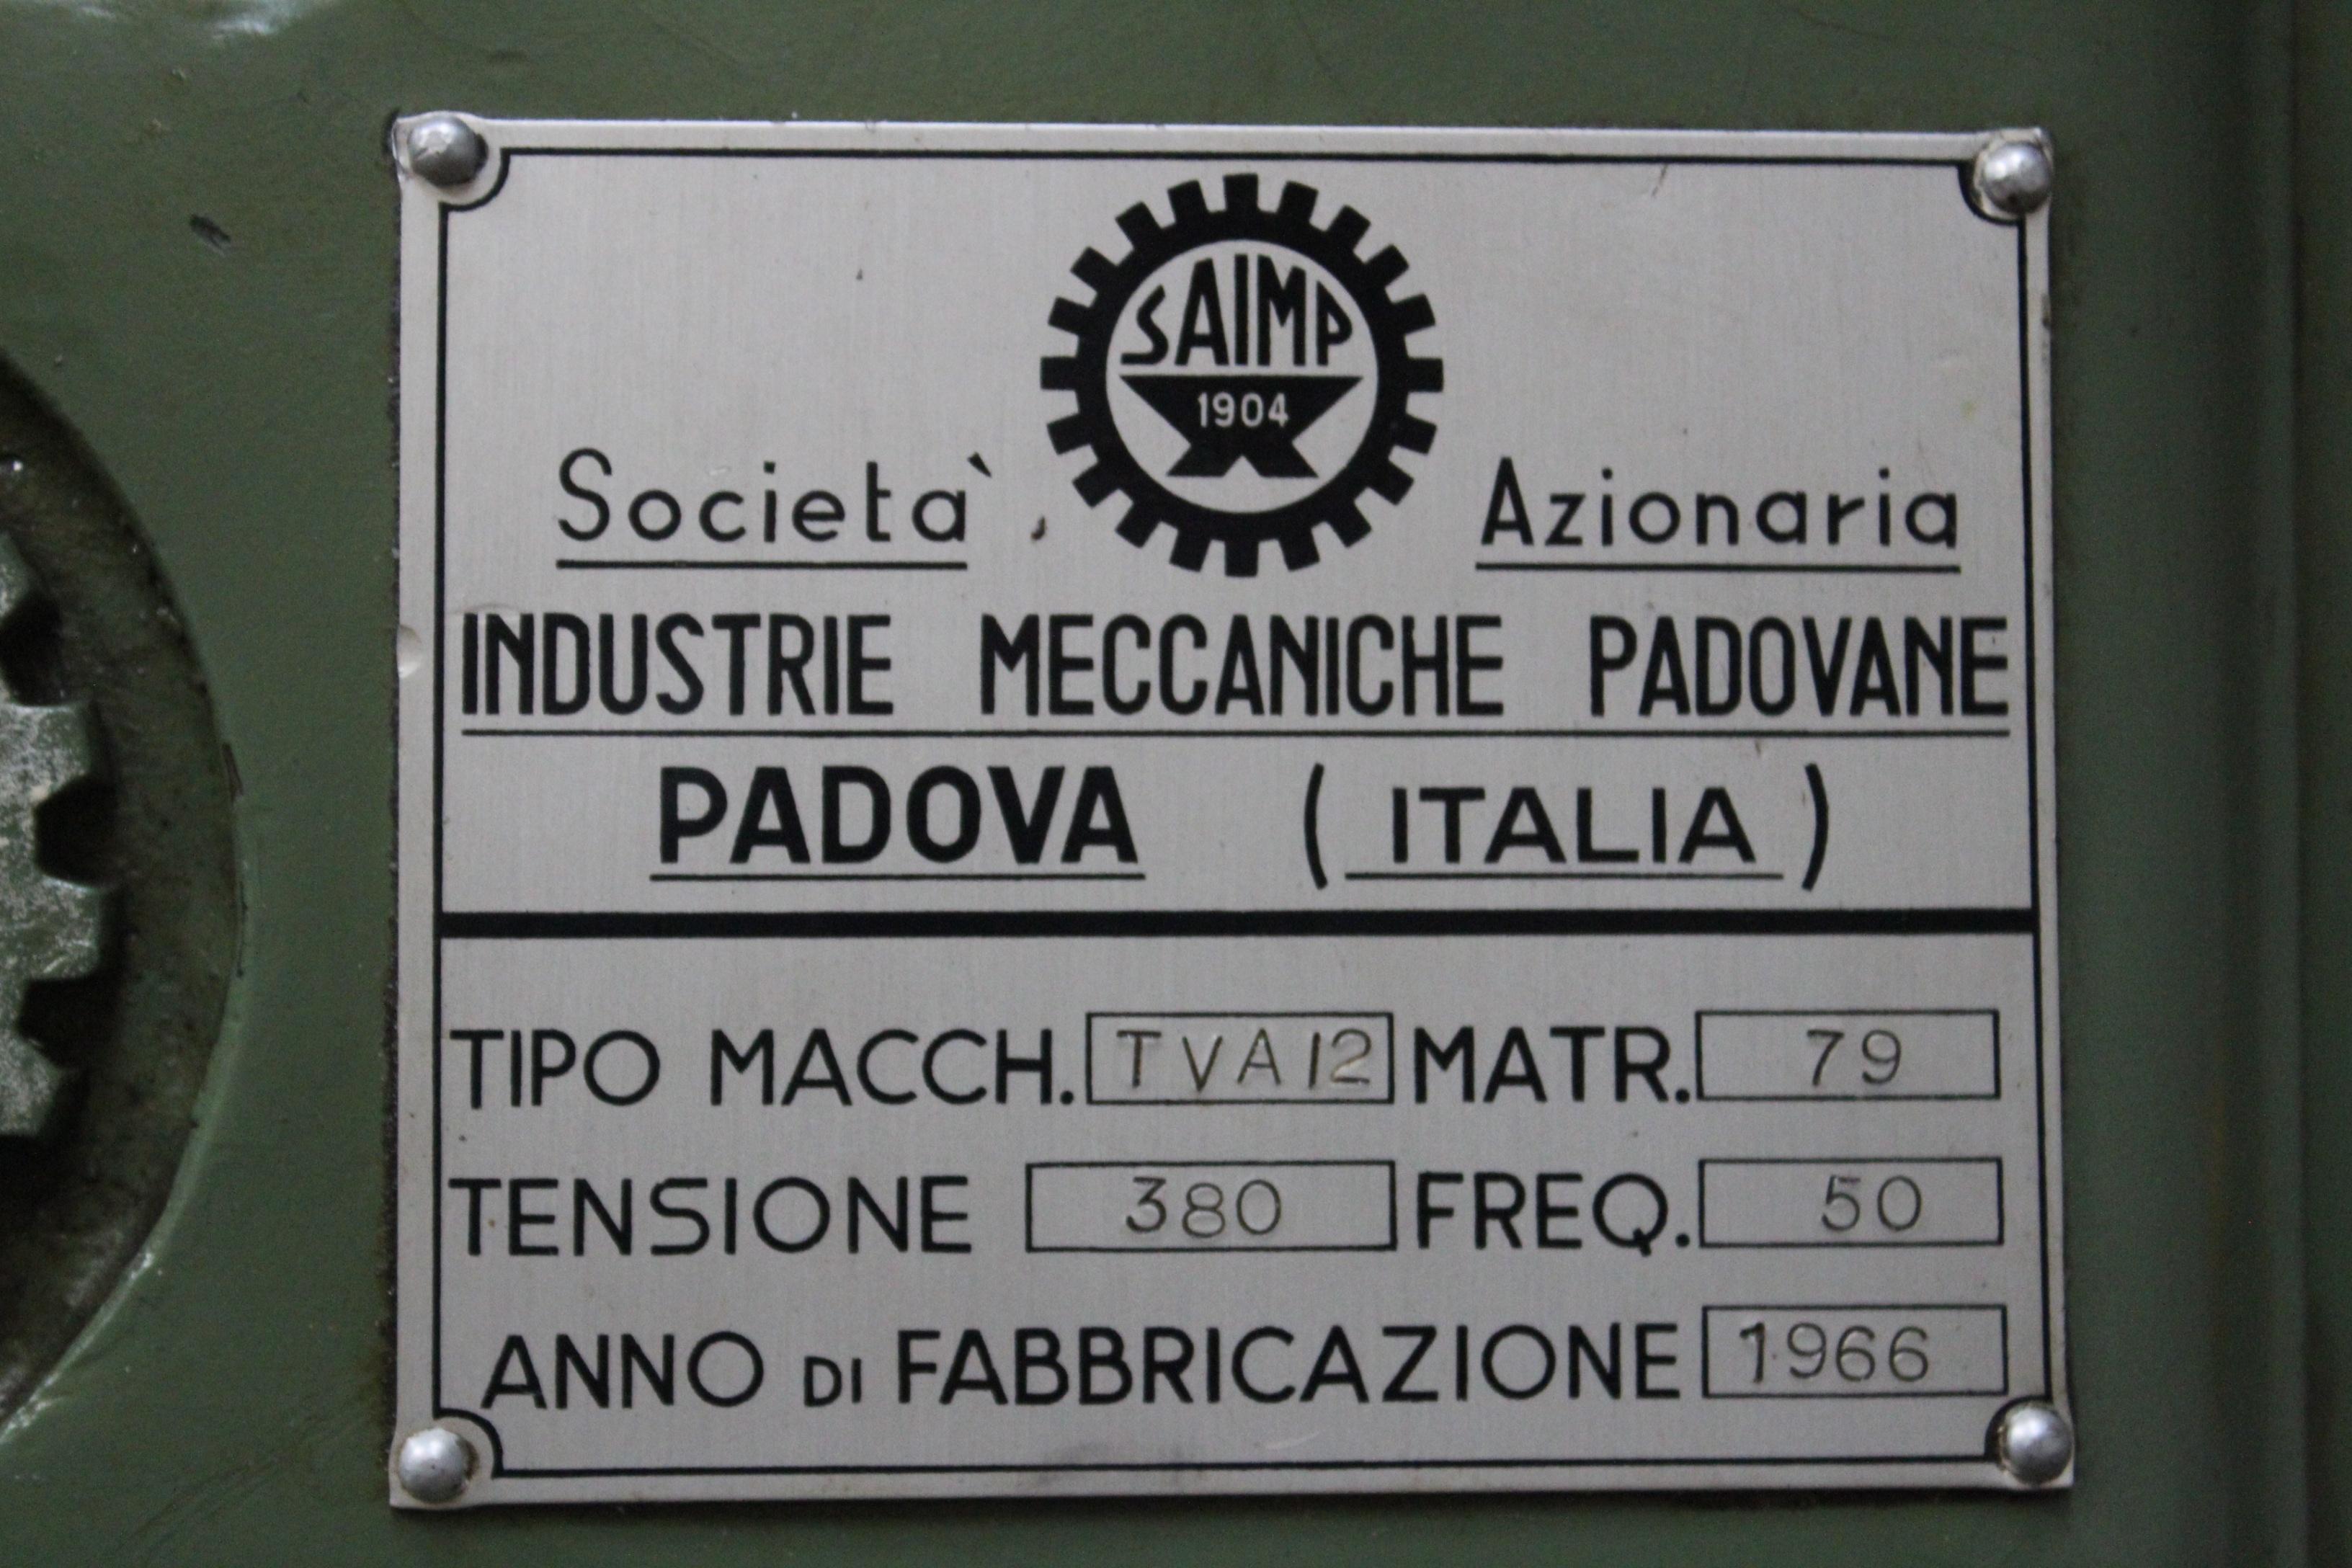 SAIMP
1904
Società Azionaria
INDUSTRIE MECCANICHE PADOVANE
PADOVA (ITALIA)
TIPO MACCH. TVA12 MATR. 79
TENSIONE 380 FREQ. 50
ANNO DI FABBRICAZIONE 1966